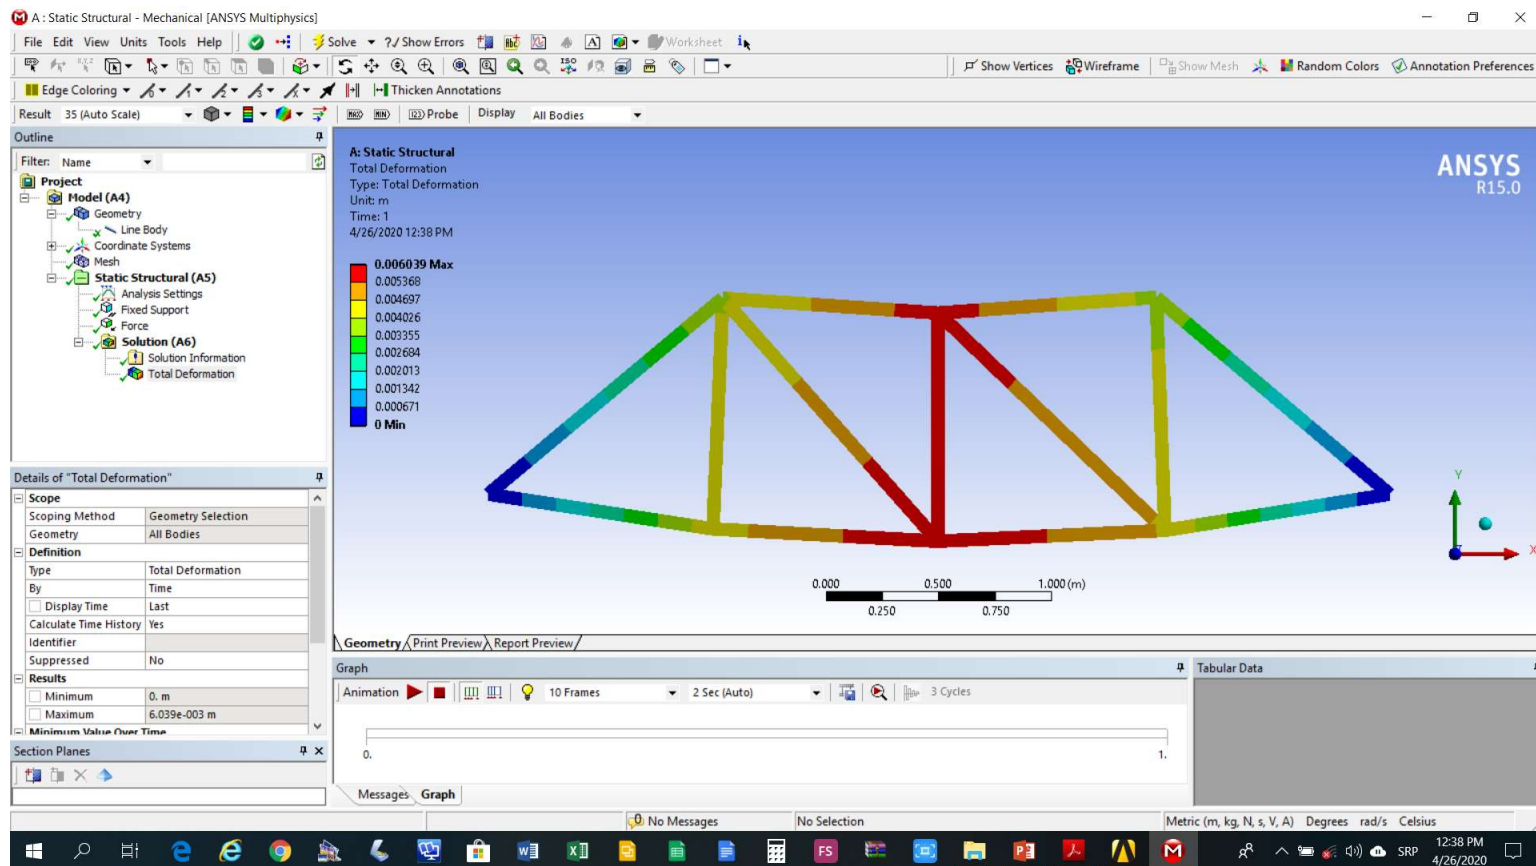 A : Static Structural - Mechanical [ANSYS Multiphysics]
File Edit View Units Tools Help Solve ?/ Show Errors Worksheet
Show Vertices Wireframe Show Mesh Random Colors Annotation Preferences
Edge Coloring Thicken Annotations
Result 35 (Auto Scale) Probe Display All Bodies
Outline
Filter: Name
Project
Model (A4)
Geometry
Line Body
Coordinate Systems
Mesh
Static Structural (A5)
Analysis Settings
Fixed Support
Force
Solution (A6)
Solution Information
Total Deformation
A: Static Structural
Total Deformation
Type: Total Deformation
Unit: m
Time: 1
4/26/2020 12:38 PM
0.006039 Max
0.005368
0.004697
0.004026
0.003355
0.002684
0.002013
0.001342
0.000671
0 Min
ANSYS
R15.0
Y
X
0.000 0.500 1.000 (m)
0.250 0.750
Details of "Total Deformation"
Scope
Scoping Method Geometry Selection
Geometry All Bodies
Definition
Type Total Deformation
By Time
Display Time Last
Calculate Time History Yes
Identifier
Suppressed No
Results
Minimum 0. m
Maximum 6.039e-003 m
Minimum Value Over Time
Section Planes
Geometry Print Preview Report Preview
Graph
Animation 10 Frames 2 Sec (Auto) 3 Cycles
0. 1.
Messages Graph
Tabular Data
No Messages No Selection Metric (m, kg, N, s, V, A) Degrees rad/s Celsius
SRP 12:38 PM
4/26/2020